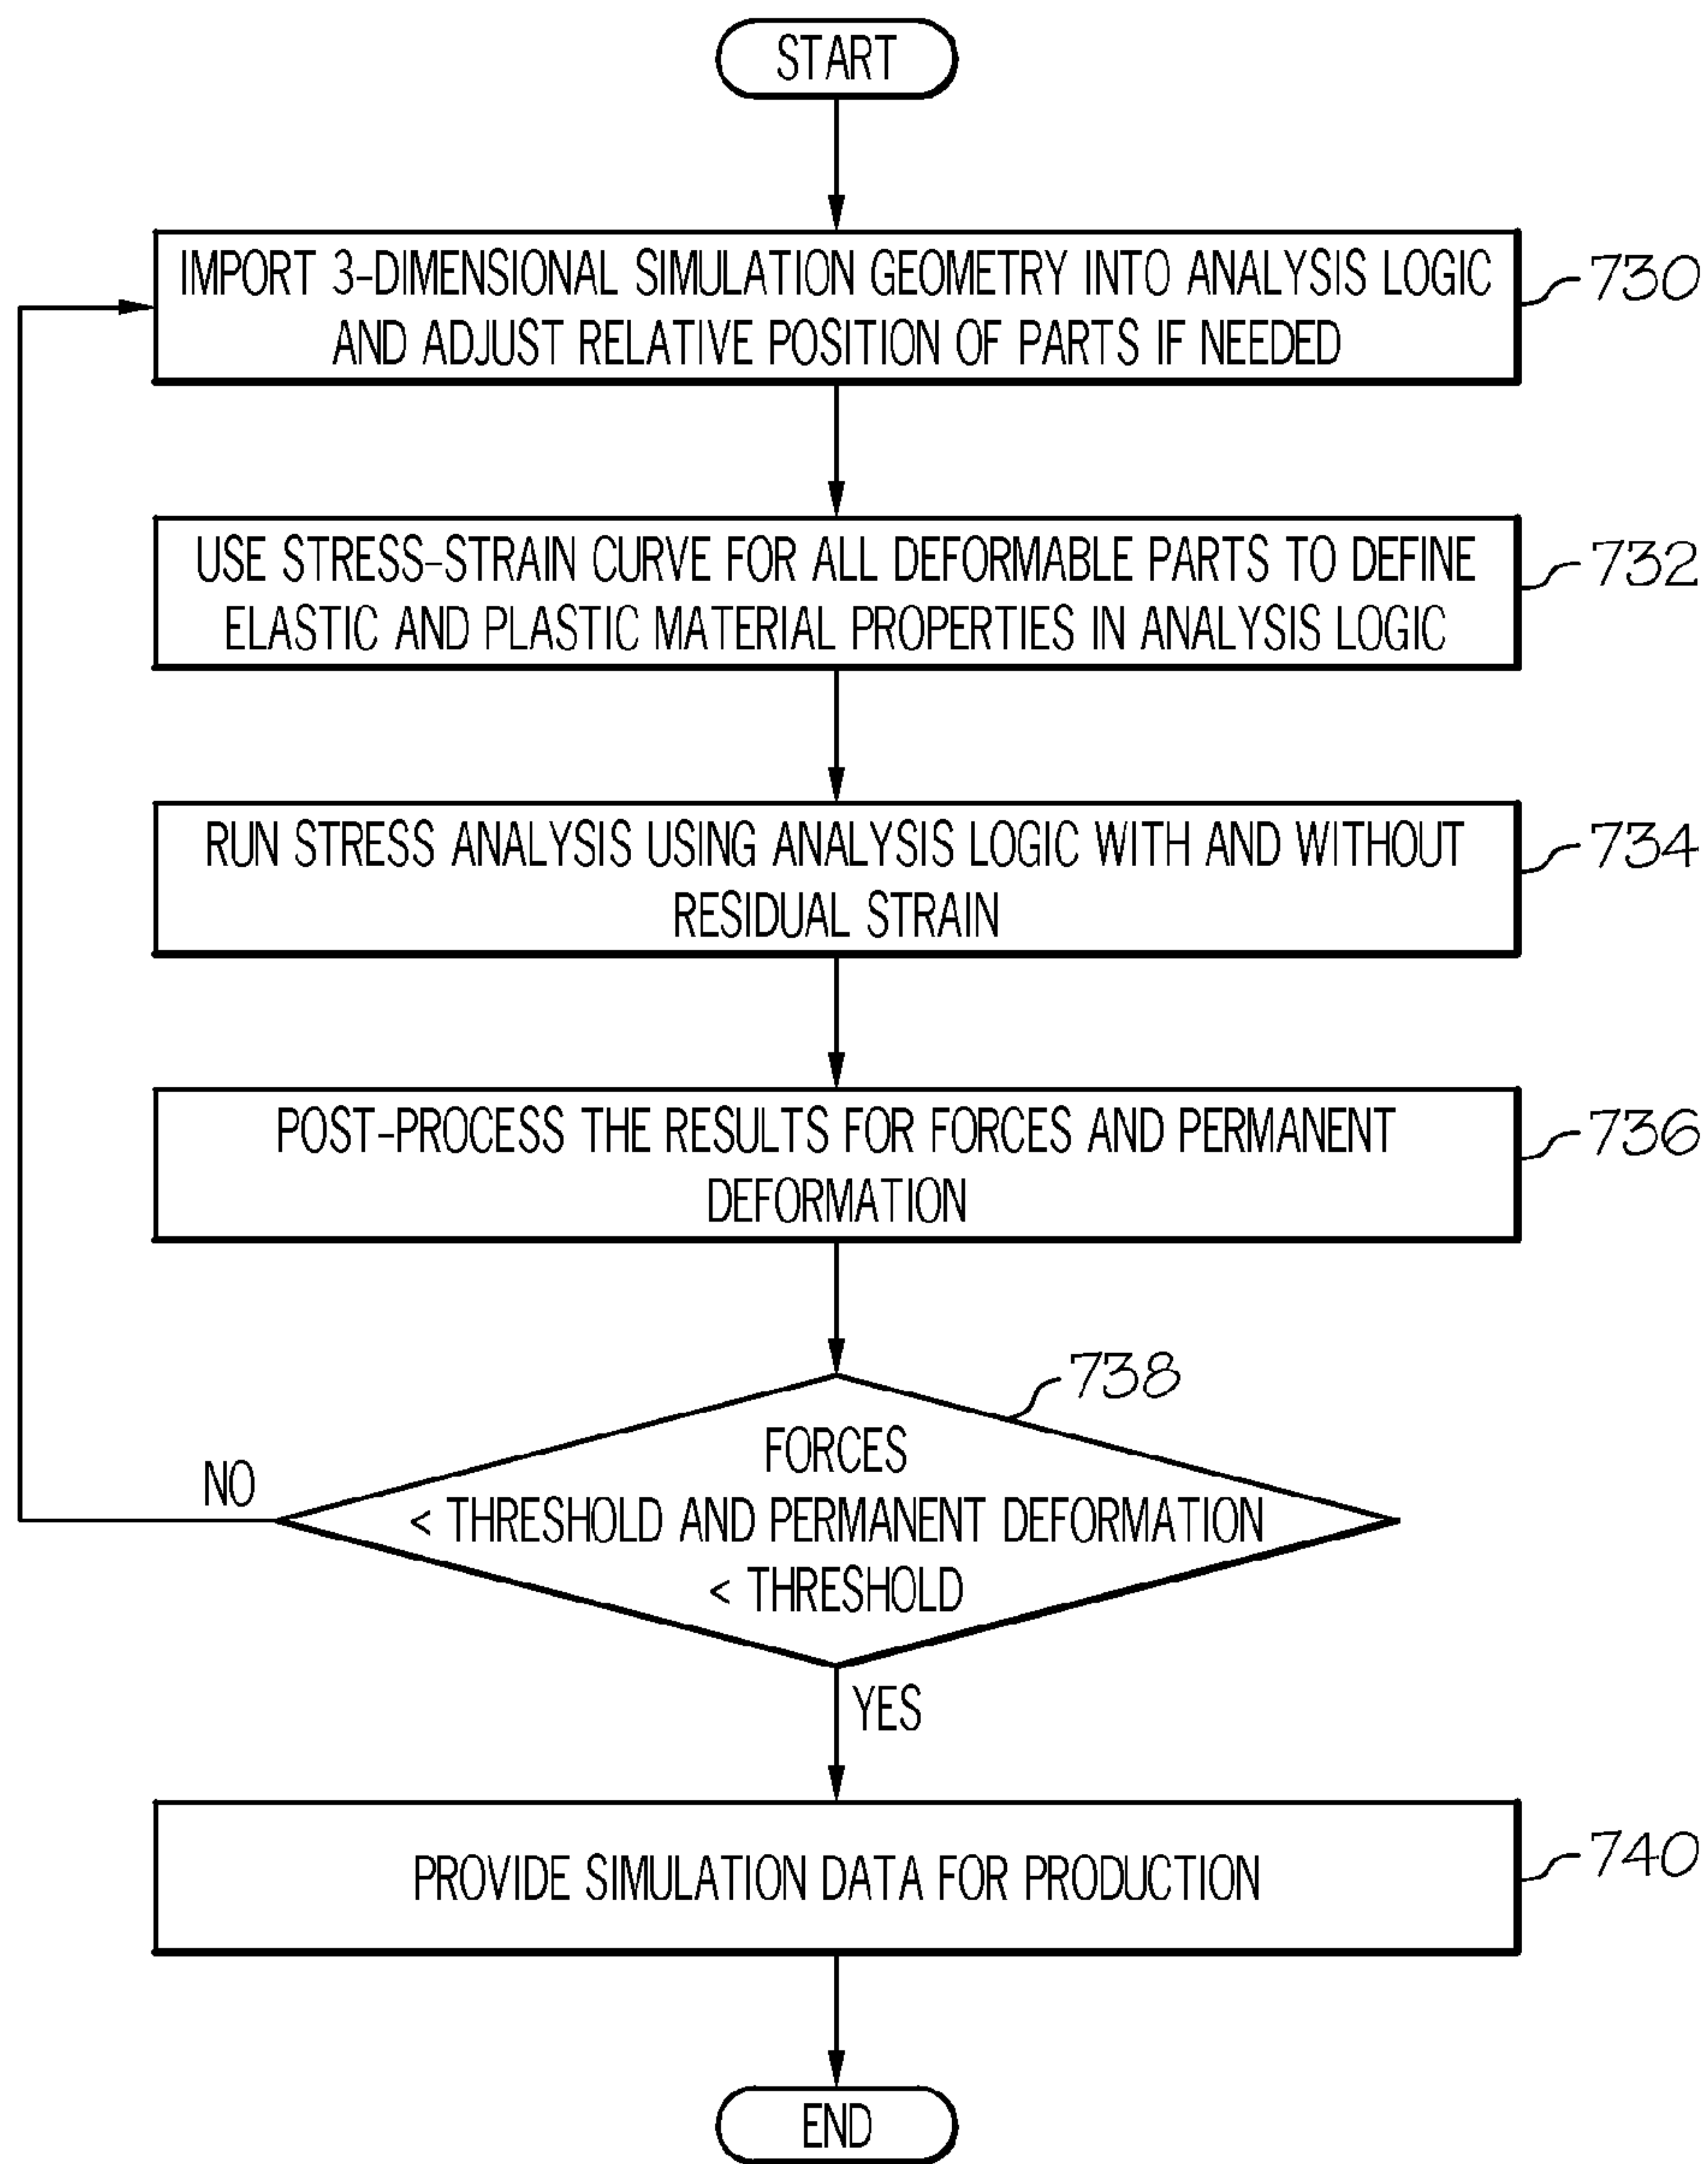 START
IMPORT 3-DIMENSIONAL SIMULATION GEOMETRY INTO ANALYSIS LOGIC
AND ADJUST RELATIVE POSITION OF PARTS IF NEEDED
730
USE STRESS-STRAIN CURVE FOR ALL DEFORMABLE PARTS TO DEFINE
ELASTIC AND PLASTIC MATERIAL PROPERTIES IN ANALYSIS LOGIC
732
RUN STRESS ANALYSIS USING ANALYSIS LOGIC WITH AND WITHOUT
RESIDUAL STRAIN
734
POST-PROCESS THE RESULTS FOR FORCES AND PERMANENT
DEFORMATION
736
738
FORCES
< THRESHOLD AND PERMANENT DEFORMATION
< THRESHOLD
NO
YES
PROVIDE SIMULATION DATA FOR PRODUCTION
740
END